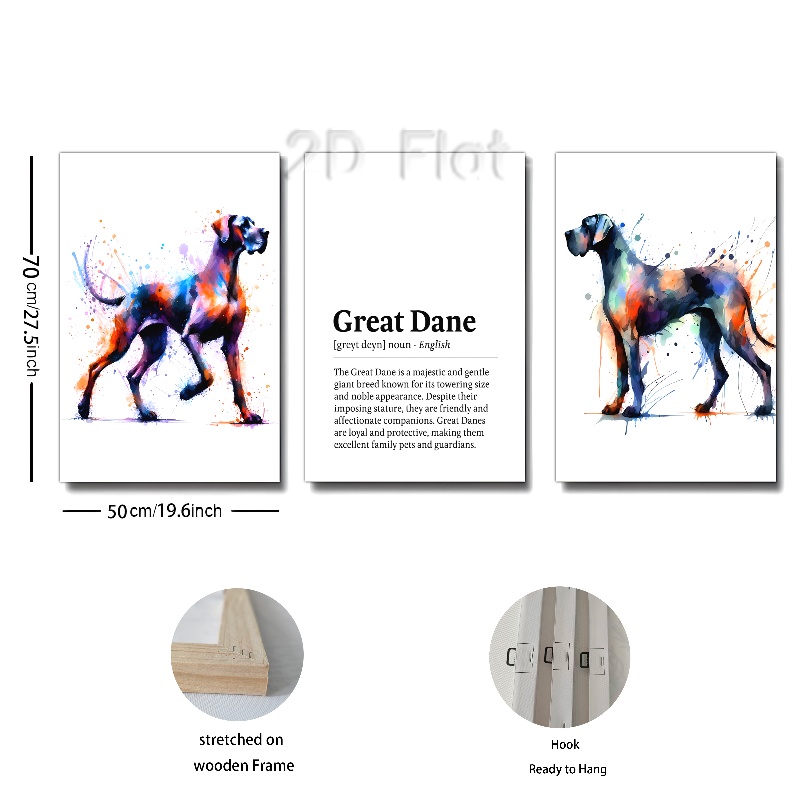 2D Flat
70 cm/27.5inch
Great Dane
[greyt deyn] noun - English
The Great Dane is a majestic and gentle
giant breed known for its towering size
and noble appearance. Despite their
imposing stature, they are friendly and
affectionate companions. Great Danes
are loyal and protective, making them
excellent family pets and guardians.
50 cm/19.6inch
stretched on
wooden Frame
Hook
Ready to Hang